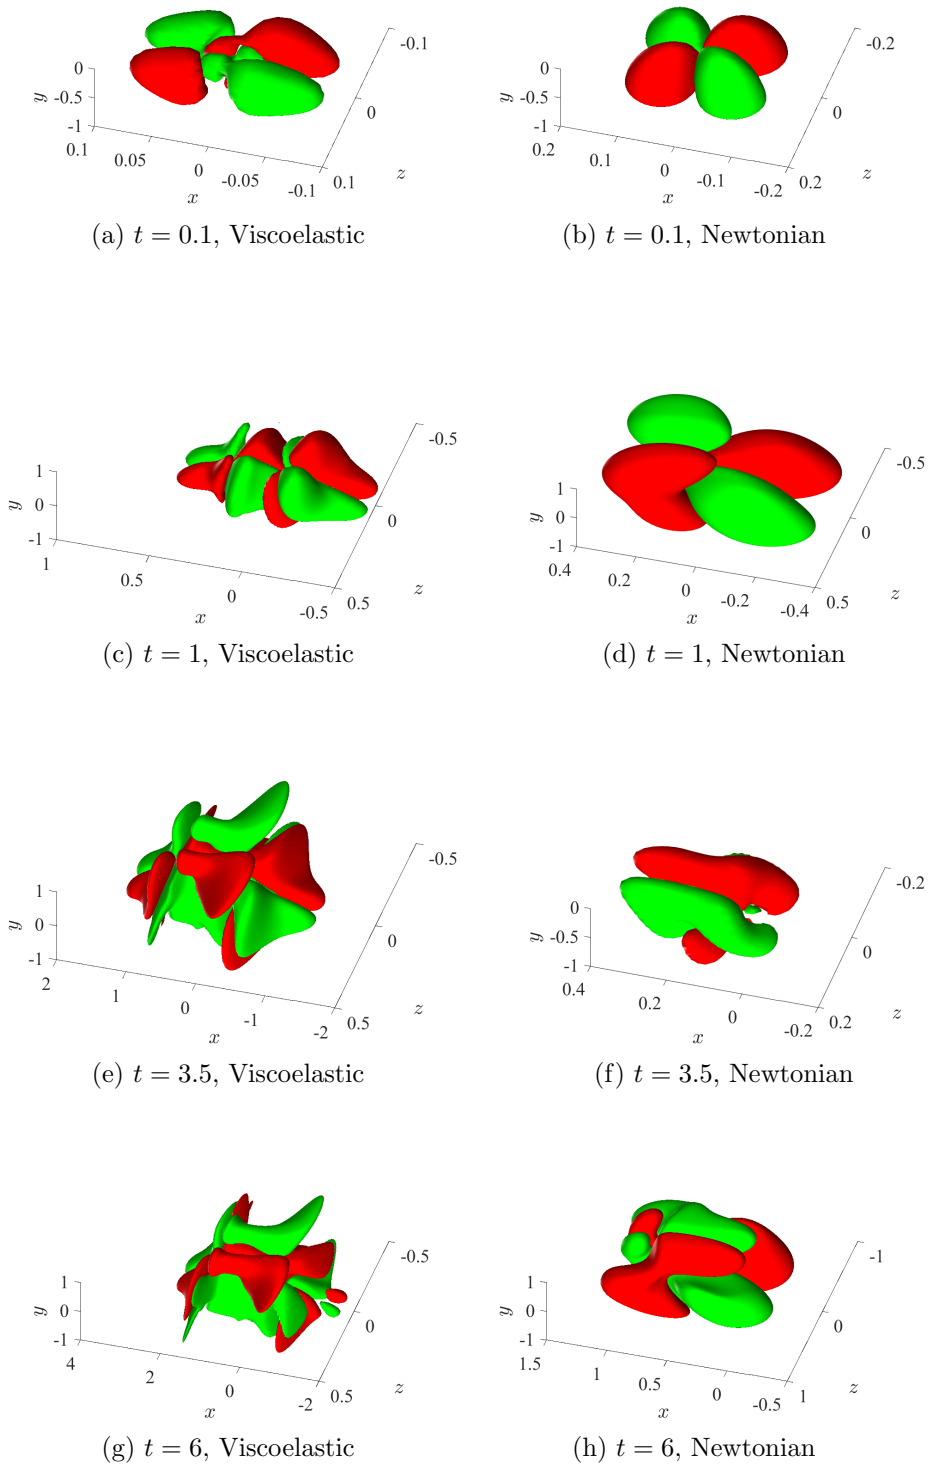 -0.1
-0.2
0
0
y -0.5
0
y -0.5
0
-1
-1
0.1
0.05
0
-0.05
-0.1
0.1
z
0.2
0.1
0
-0.1
-0.2
0.2
z
x
x
(a) t = 0.1, Viscoelastic
(b) t = 0.1, Newtonian
-0.5
-0.5
1
y 0
0
1
y 0
0
-1
-1
1
0.5
0
-0.5
0.5
z
0.4
0.2
0
-0.2
-0.4
0.5
z
x
x
(c) t = 1, Viscoelastic
(d) t = 1, Newtonian
-0.5
-0.2
1
y 0
0
0
y -0.5
0
-1
-1
2
1
0
-1
-2
0.5
z
0.4
0.2
0
-0.2
0.2
z
x
x
(e) t = 3.5, Viscoelastic
(f) t = 3.5, Newtonian
-0.5
-1
1
y 0
0
1
y 0
0
-1
-1
4
2
0
-2
0.5
z
1.5
1
0.5
0
-0.5
1
z
x
x
(g) t = 6, Viscoelastic
(h) t = 6, Newtonian